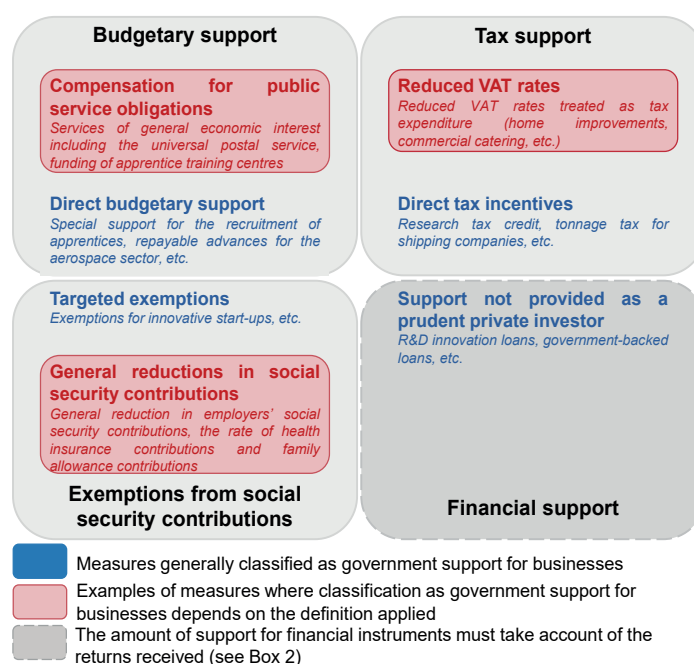 Budgetary support
Compensation for public
service obligations
Services of general economic interest
including the universal postal service,
funding of apprentice training centres
Direct budgetary support
Special support for the recruitment of
apprentices, repayable advances for the
aerospace sector, etc.
Tax support
Reduced VAT rates
Reduced VAT rates treated as tax
expenditure (home improvements,
commercial catering, etc.)
Direct tax incentives
Research tax credit, tonnage tax for
shipping companies, etc.
Targeted exemptions
Exemptions for innovative start-ups, etc.
General reductions in social
security contributions
General reduction in employers' social
security contributions, the rate of health
insurance contributions and family
allowance contributions
Exemptions from social
security contributions
Support not provided as a
prudent private investor
R&D innovation loans, government-backed
loans, etc.
Financial support
Measures generally classified as government support for businesses
Examples of measures where classification as government support for
businesses depends on the definition applied
The amount of support for financial instruments must take account of the
returns received (see Box 2)